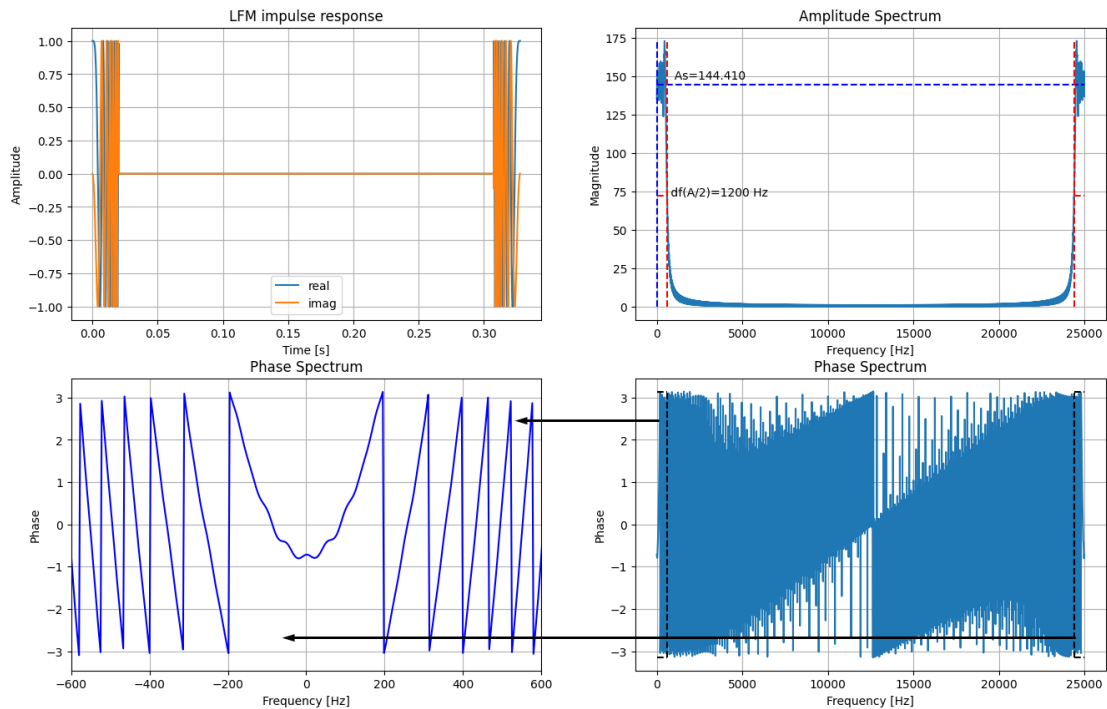 LFM impulse response
1.00
0.75
0.50
0.25
0.00
−0.25
−0.50
−0.75
−1.00
Amplitude
real
imag
0.00 0.05 0.10 0.15 0.20 0.25 0.30
Time [s]
Amplitude Spectrum
175
150
125
100
75
50
25
0
Magnitude
As=144.410
df(A/2)=1200 Hz
0 5000 10000 15000 20000 25000
Frequency [Hz]
Phase Spectrum
3
2
1
0
−1
−2
−3
Phase
−600 −400 −200 0 200 400 600
Frequency [Hz]
Phase Spectrum
3
2
1
0
−1
−2
−3
Phase
0 5000 10000 15000 20000 25000
Frequency [Hz]